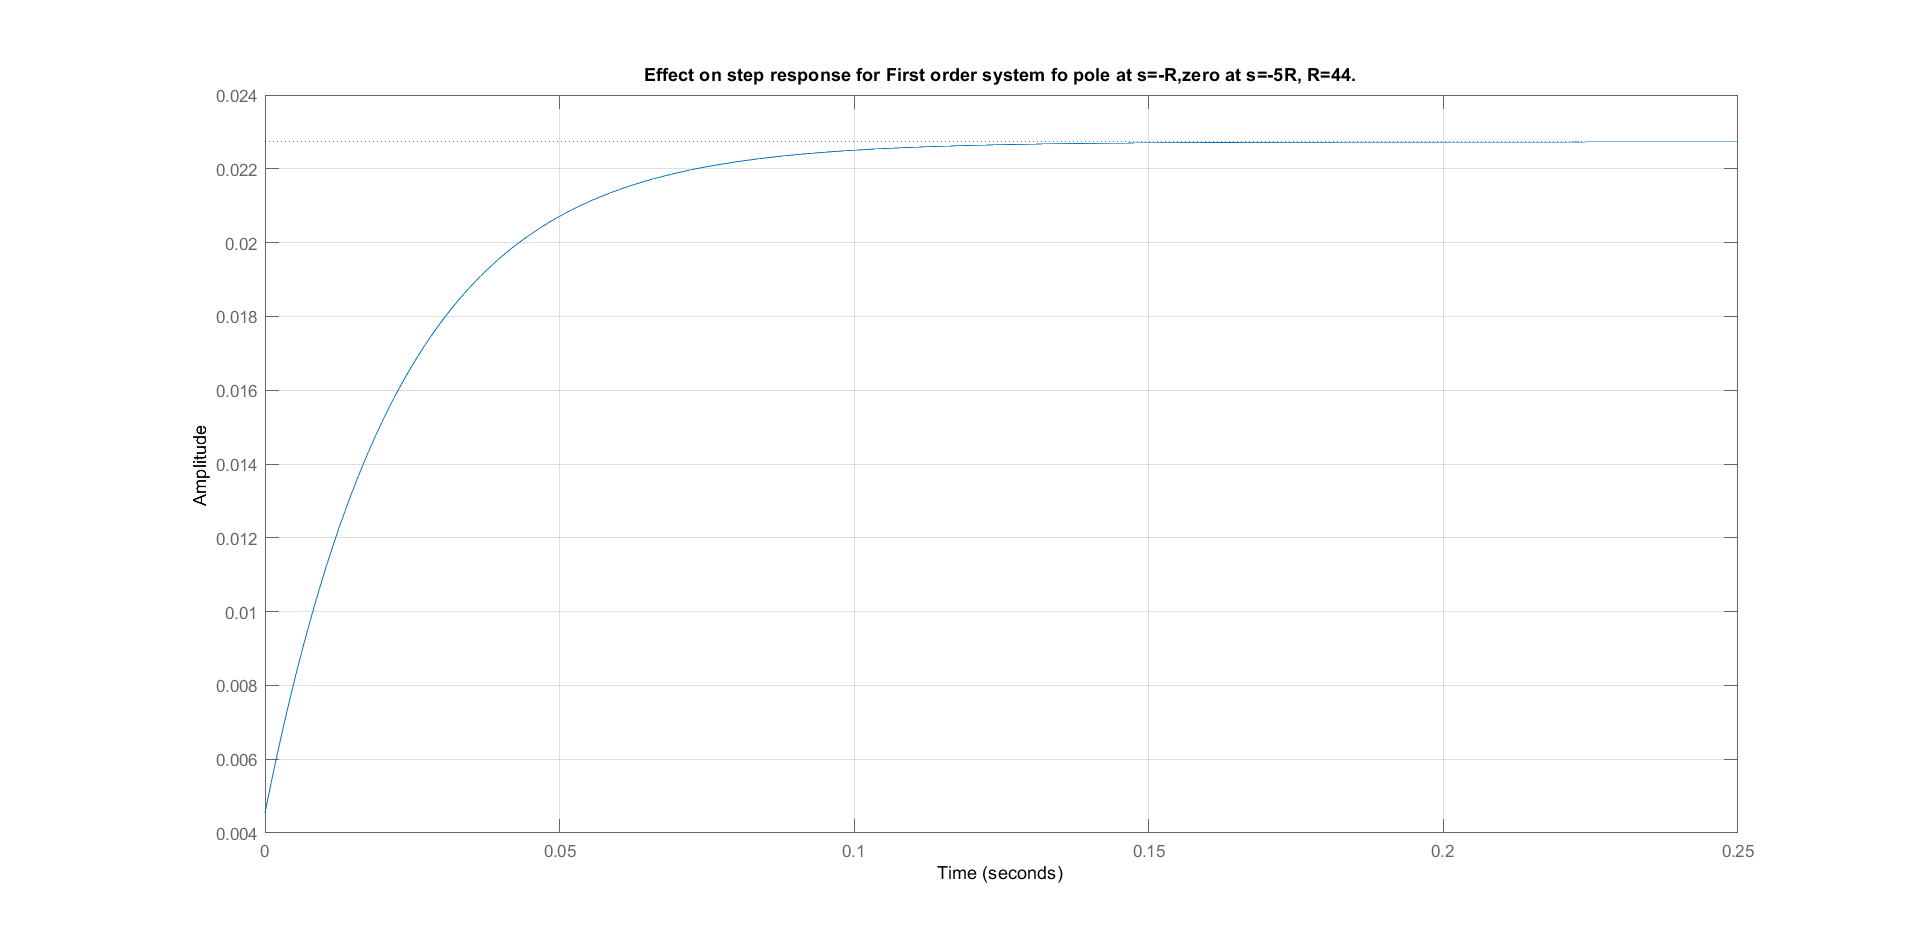 Effect on step response for First order system fo pole at s=-R,zero at s=-5R, R=44.
0.024
0.022
0.02
0.018
0.016
0.014
0.012
0.01
0.008
0.006
0.004
Amplitude
0 0.05 0.1 0.15 0.2 0.25
Time (seconds)